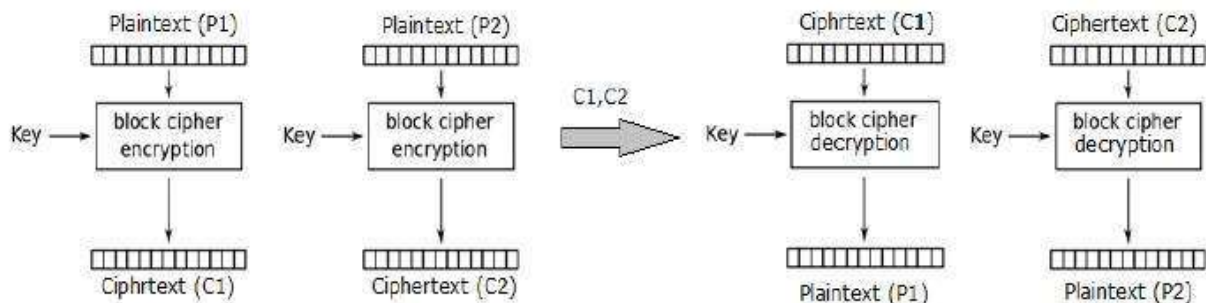 Plaintext (P1)
Key
block cipher
encryption
Ciphrtext (C1)
Plaintext (P2)
Key
block cipher
encryption
Ciphertext (C2)
C1,C2
Ciphrtext (C1)
Key
block cipher
decryption
Plaintext (P1)
Ciphertext (C2)
Key
block cipher
decryption
Plaintext (P2)